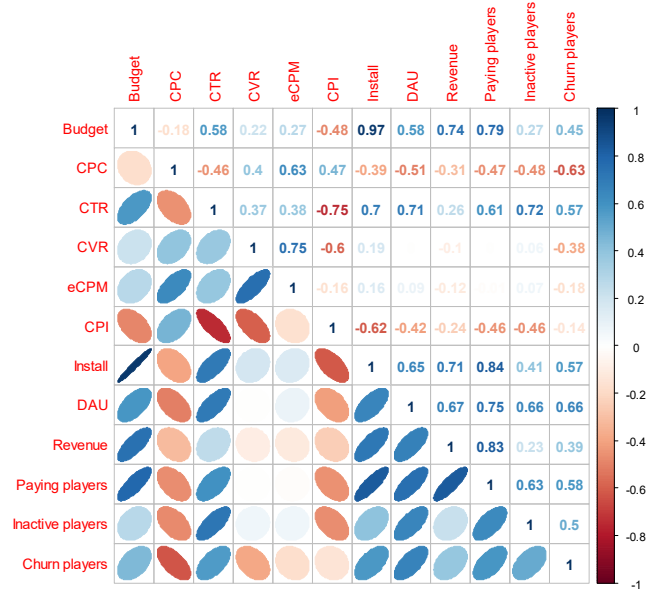 Budget CPC CTR CVR eCPM CPI Install DAU Revenue Paying players Inactive players Churn players
Budget 1 -0.18 0.58 0.22 0.27 -0.48 0.97 0.58 0.74 0.79 0.27 0.45 1
CPC 1 -0.46 0.4 0.63 0.47 -0.39 -0.51 -0.31 -0.47 -0.48 -0.63 0.8
CTR 1 0.37 0.38 -0.75 0.7 0.71 0.26 0.61 0.72 0.57 0.6
CVR 1 0.75 -0.6 0.19 -0.1 0.06 -0.38 0.4
eCPM 1 -0.16 0.16 0.09 -0.12 0.07 -0.18 0.2
CPI 1 -0.62 -0.42 -0.24 -0.46 -0.46 -0.14 0
Install 1 0.65 0.71 0.84 0.41 0.57 -0.2
DAU 1 0.67 0.75 0.66 0.66 -0.4
Revenue 1 0.83 0.23 0.39 -0.6
Paying players 1 0.63 0.58
Inactive players 1 0.5 -0.8
Churn players 1 -1